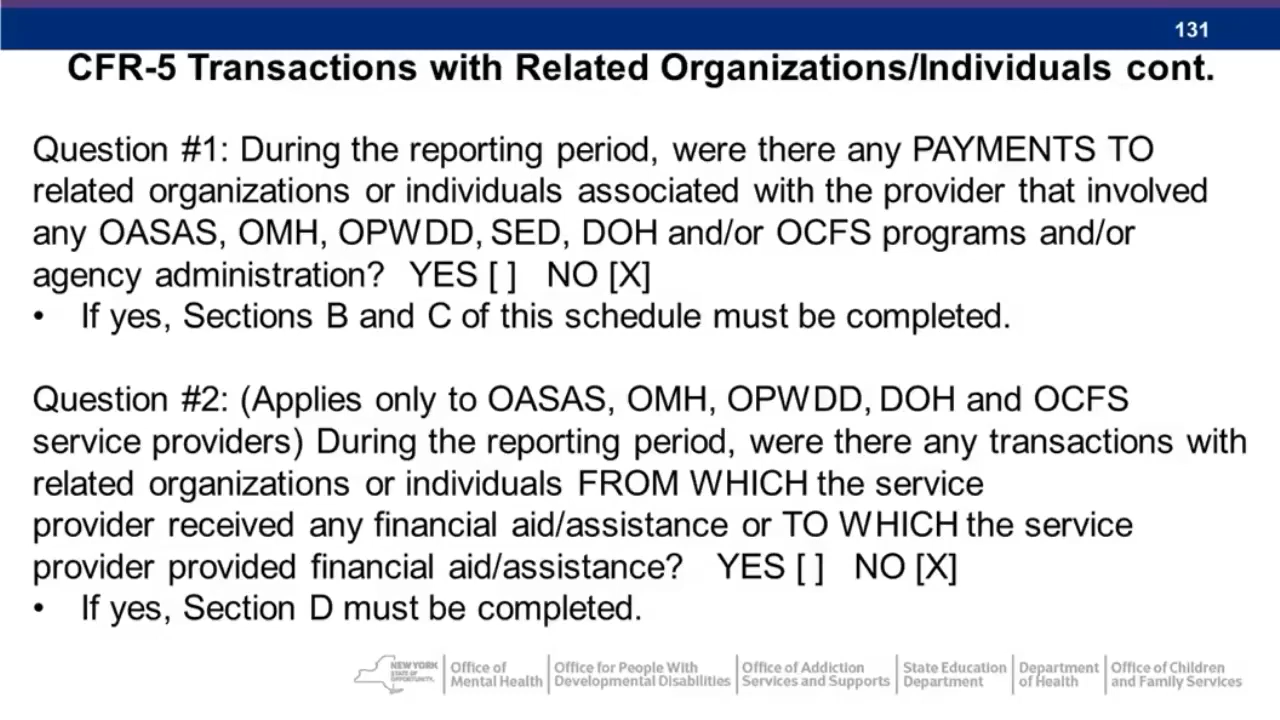 131
CFR-5 Transactions with Related Organizations/Individuals cont.
Question #1: During the reporting period, were there any PAYMENTS TO
related organizations or individuals associated with the provider that involved
any OASAS, OMH, OPWDD, SED, DOH and/or OCFS programs and/or
agency administration? YES [ ] NO [X]
• If yes, Sections B and C of this schedule must be completed.
Question #2: (Applies only to OASAS, OMH, OPWDD, DOH and OCFS
service providers) During the reporting period, were there any transactions with
related organizations or individuals FROM WHICH the service
provider received any financial aid/assistance or TO WHICH the service
provider provided financial aid/assistance? YES [ ] NO [X]
• If yes, Section D must be completed.
NEW YORK
STATE OF
OPPORTUNITY.
Office of
Mental Health
Office for People With
Developmental Disabilities
Office of Addiction
Services and Supports
State Education
Department
Department
of Health
Office of Children
and Family Services